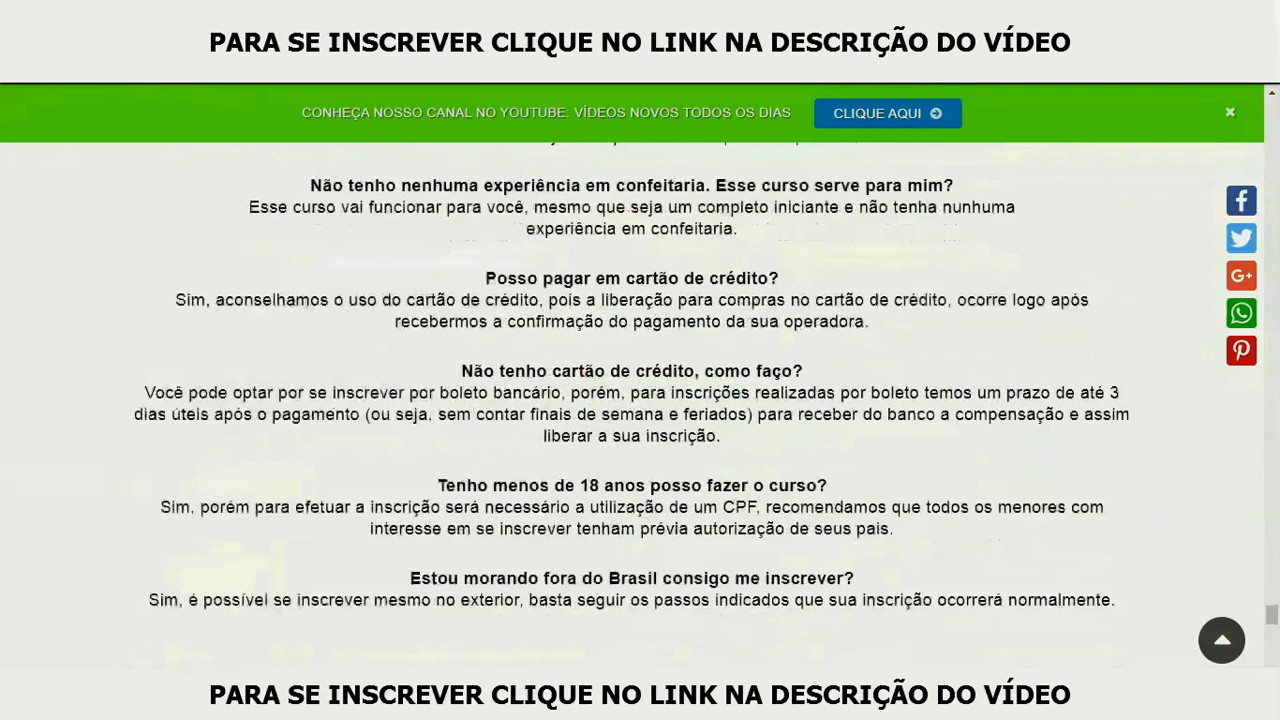 PARA SE INSCREVER CLIQUE NO LINK NA DESCRIÇÃO DO VÍDEO
CONHEÇA NOSSO CANAL NO YOUTUBE: VÍDEOS NOVOS TODOS OS DIAS
CLIQUE AQUI
Não tenho nenhuma experiência em confeitaria. Esse curso serve para mim?
Esse curso vai funcionar para você, mesmo que seja um completo iniciante e não tenha nunhuma
experiência em confeitaria.
Posso pagar em cartão de crédito?
Sim, aconselhamos o uso do cartão de crédito, pois a liberação para compras no cartão de crédito, ocorre logo após
recebermos a confirmação do pagamento da sua operadora.
Não tenho cartão de crédito, como faço?
Você pode optar por se inscrever por boleto bancário, porém, para inscrições realizadas por boleto temos um prazo de até 3
dias úteis após o pagamento (ou seja, sem contar finais de semana e feriados) para receber do banco a compensação e assim
liberar a sua inscrição.
Tenho menos de 18 anos posso fazer o curso?
Sim, porém para efetuar a inscrição será necessário a utilização de um CPF, recomendamos que todos os menores com
interesse em se inscrever tenham prévia autorização de seus pais.
Estou morando fora do Brasil consigo me inscrever?
Sim, é possível se inscrever mesmo no exterior, basta seguir os passos indicados que sua inscrição ocorrerá normalmente.
PARA SE INSCREVER CLIQUE NO LINK NA DESCRIÇÃO DO VÍDEO